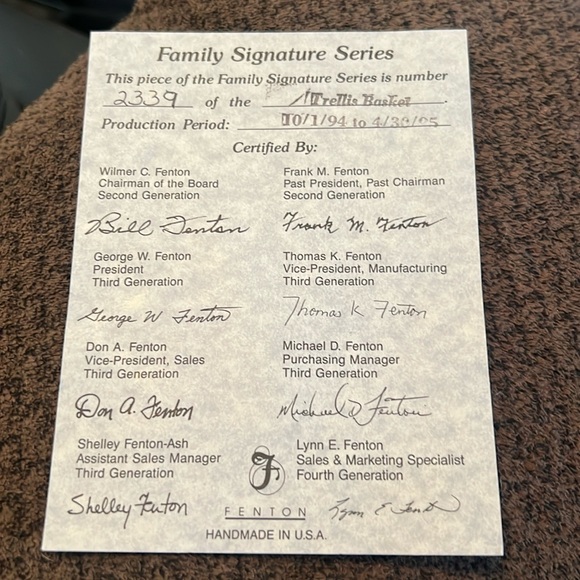 Family Signature Series
This piece of the Family Signature Series is number
2339 of the Trellis Basket.
Production Period: 10/1/94 to 4/30/95
Certified By:
Wilmer C. Fenton
Chairman of the Board
Second Generation
Bill Fenton
Frank M. Fenton
Past President, Past Chairman
Second Generation
Frank M. Fenton
George W. Fenton
President
Third Generation
George W Fenton
Thomas K. Fenton
Vice-President, Manufacturing
Third Generation
Thomas K Fenton
Don A. Fenton
Vice-President, Sales
Third Generation
Don A. Fenton
Michael D. Fenton
Purchasing Manager
Third Generation
Michael D Fenton
Shelley Fenton-Ash
Assistant Sales Manager
Third Generation
Shelley Fenton
Lynn E. Fenton
Sales & Marketing Specialist
Fourth Generation
Lynn E Fenton
F
FENTON
HANDMADE IN U.S.A.